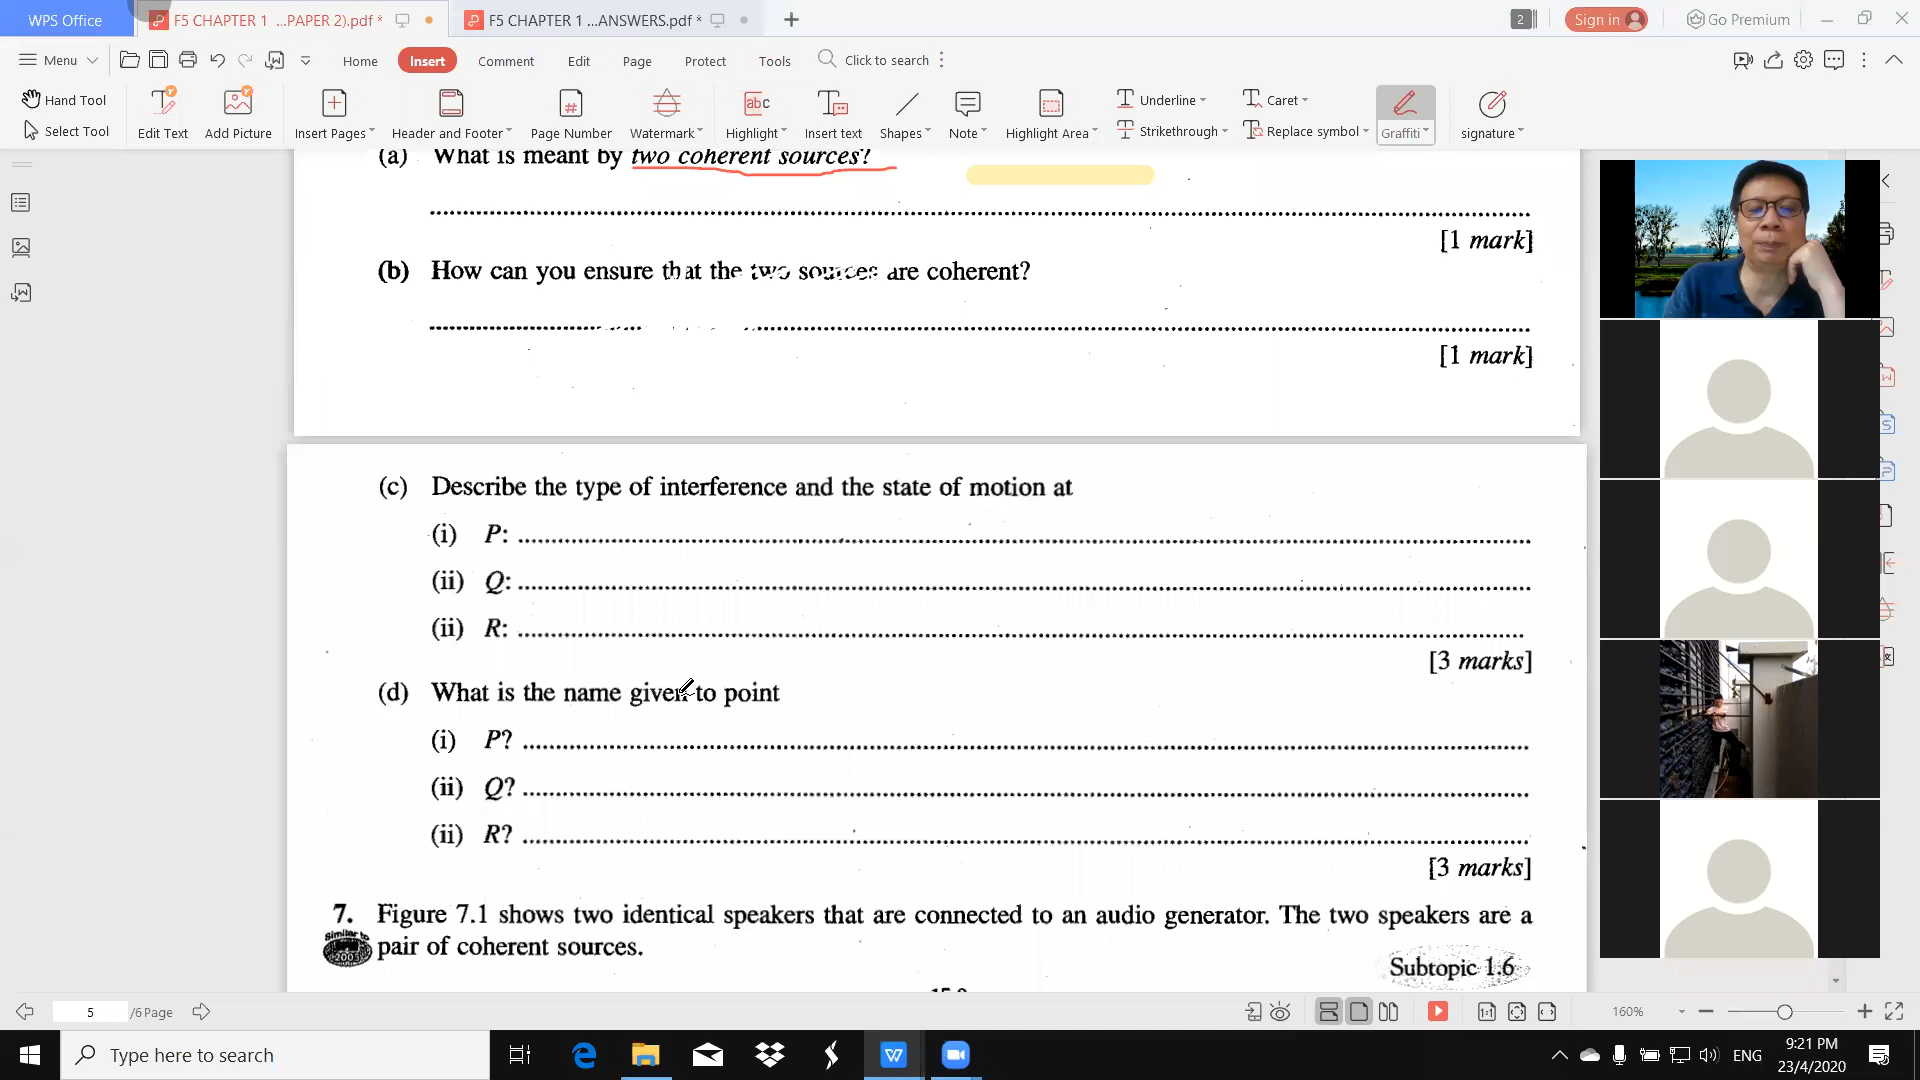 WPS Office
F5 CHAPTER 1 ...PAPER 2).pdf *
F5 CHAPTER 1 ...ANSWERS.pdf *
2
Sign in
Go Premium
Menu
Home
Insert
Comment
Edit
Page
Protect
Tools
Click to search
Hand Tool
Select Tool
Edit Text
Add Picture
Insert Pages
Header and Footer
Page Number
Watermark
Highlight
Insert text
Shapes
Note
Highlight Area
Underline
Strikethrough
Caret
Replace symbol
Graffiti
signature
(a) What is meant by two coherent sources?
[1 mark]
(b) How can you ensure that the two sources are coherent?
[1 mark]
(c) Describe the type of interference and the state of motion at
(i) P:
(ii) Q:
(ii) R:
[3 marks]
(d) What is the name given to point
(i) P?
(ii) Q?
(ii) R?
[3 marks]
7. Figure 7.1 shows two identical speakers that are connected to an audio generator. The two speakers are a
Similar to 2003 pair of coherent sources.
Subtopic 1.6
5 /6 Page
160%
Type here to search
ENG
9:21 PM
23/4/2020